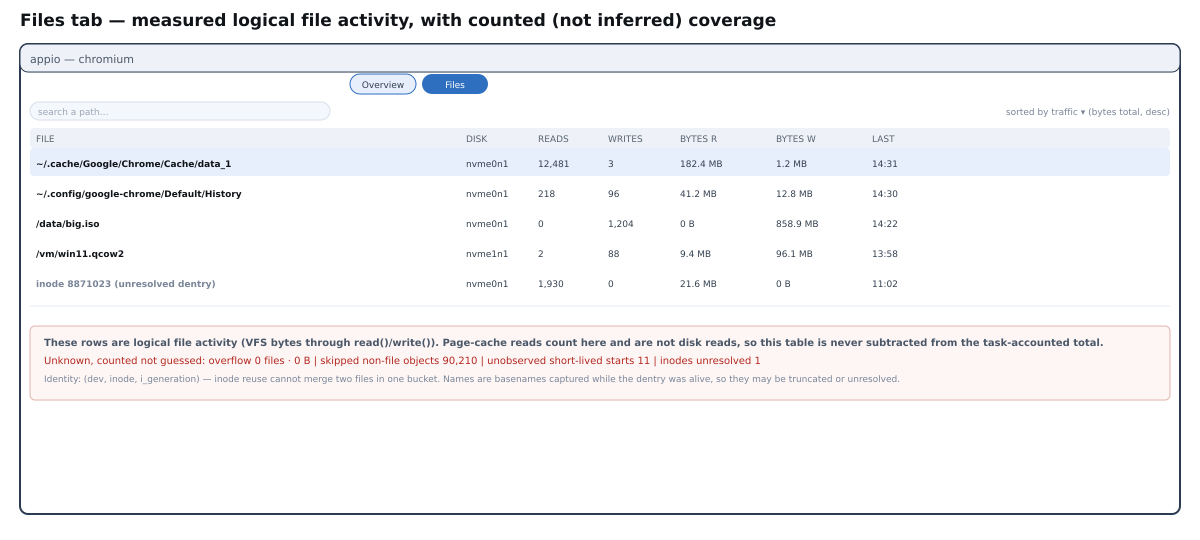 Files tab — measured logical file activity, with counted (not inferred) coverage
appio — chromium
Overview Files
search a path... sorted by traffic ▾ (bytes total, desc)
FILE DISK READS WRITES BYTES R BYTES W LAST
~/.cache/Google/Chrome/Cache/data_1 nvme0n1 12,481 3 182.4 MB 1.2 MB 14:31
~/.config/google-chrome/Default/History nvme0n1 218 96 41.2 MB 12.8 MB 14:30
/data/big.iso nvme0n1 0 1,204 0 B 858.9 MB 14:22
/vm/win11.qcow2 nvme1n1 2 88 9.4 MB 96.1 MB 13:58
inode 8871023 (unresolved dentry) nvme0n1 1,930 0 21.6 MB 0 B 11:02
These rows are logical file activity (VFS bytes through read()/write()). Page-cache reads count here and are not disk reads, so this table is never subtracted from the task-accounted total.
Unknown, counted not guessed: overflow 0 files · 0 B | skipped non-file objects 90,210 | unobserved short-lived starts 11 | inodes unresolved 1
Identity: (dev, inode, i_generation) — inode reuse cannot merge two files in one bucket. Names are basenames captured while the dentry was alive, so they may be truncated or unresolved.